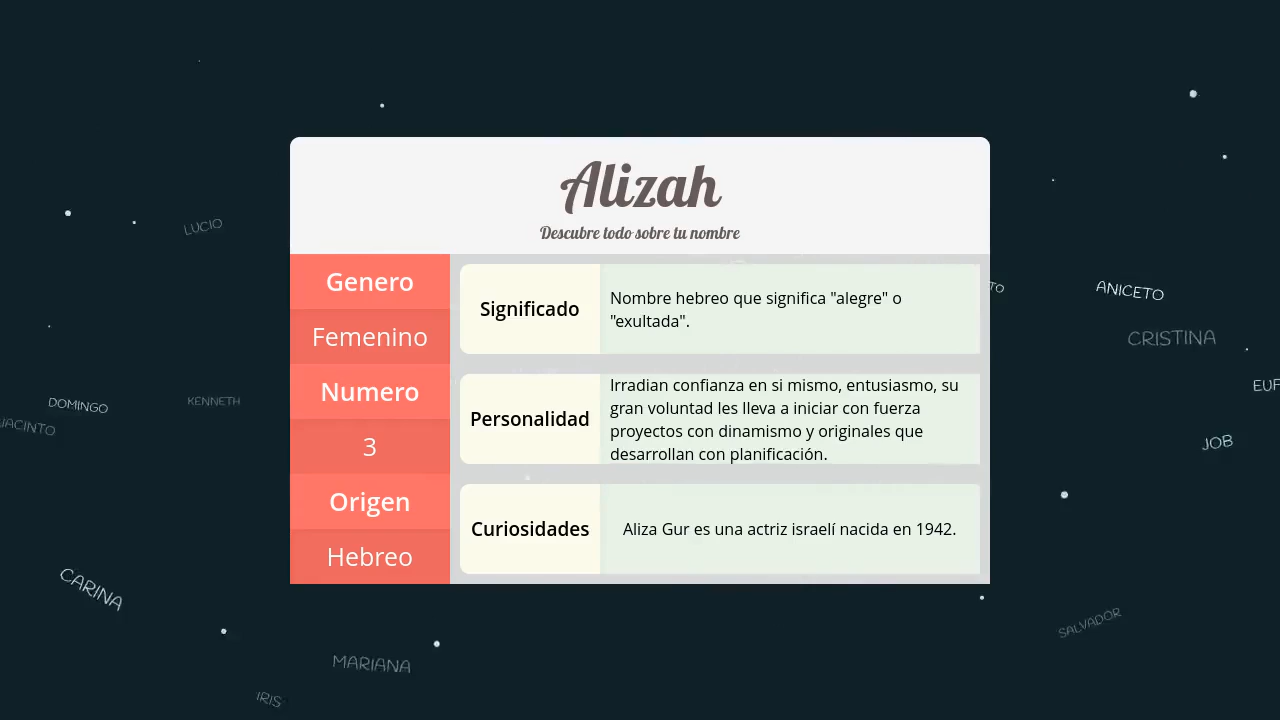 Alizah
Descubre todo sobre tu nombre
Genero
Femenino
Numero
3
Origen
Hebreo
Significado
Nombre hebreo que significa "alegre" o
"exultada".
Personalidad
Irradian confianza en si mismo, entusiasmo, su
gran voluntad les lleva a iniciar con fuerza
proyectos con dinamismo y originales que
desarrollan con planificación.
Curiosidades
Aliza Gur es una actriz israelí nacida en 1942.
LUCIO
DOMINGO
JACINTO
KENNETH
CARINA
MARIANA
IRIS
TO
ANICETO
CRISTINA
EUF
JOB
SALVADOR